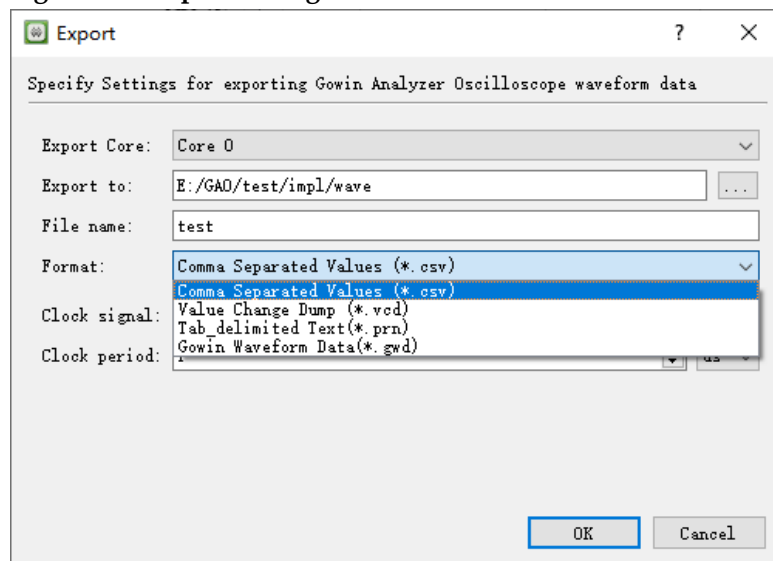 Export
?
Specify Settings for exporting Gowin Analyzer Oscilloscope waveform data
Export Core: Core 0
Export to: E:/GAO/test/impl/wave ...
File name: test
Format: Comma Separated Values (*.csv)
Comma Separated Values (*.csv)
Clock signal: Value Change Dump (*.vcd)
Tab_delimited Text(*.prn)
Clock period: Gowin Waveform Data(*.gwd)
OK Cancel